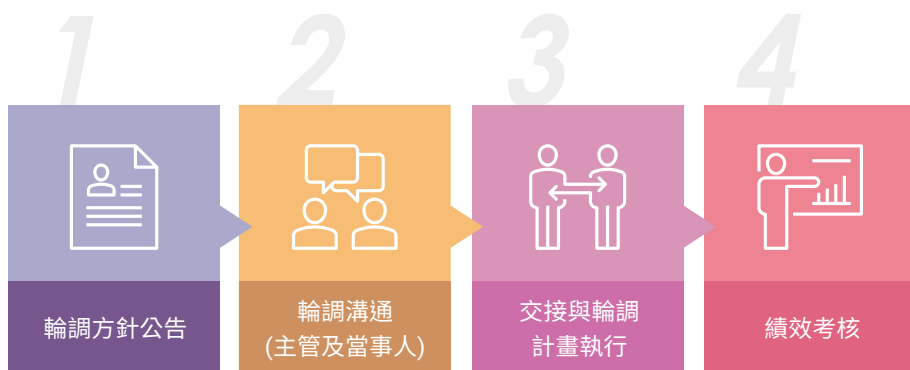 1
2
3
4
輪調方針公告
輪調溝通
(主管及當事人)
交接與輪調
計畫執行
績效考核